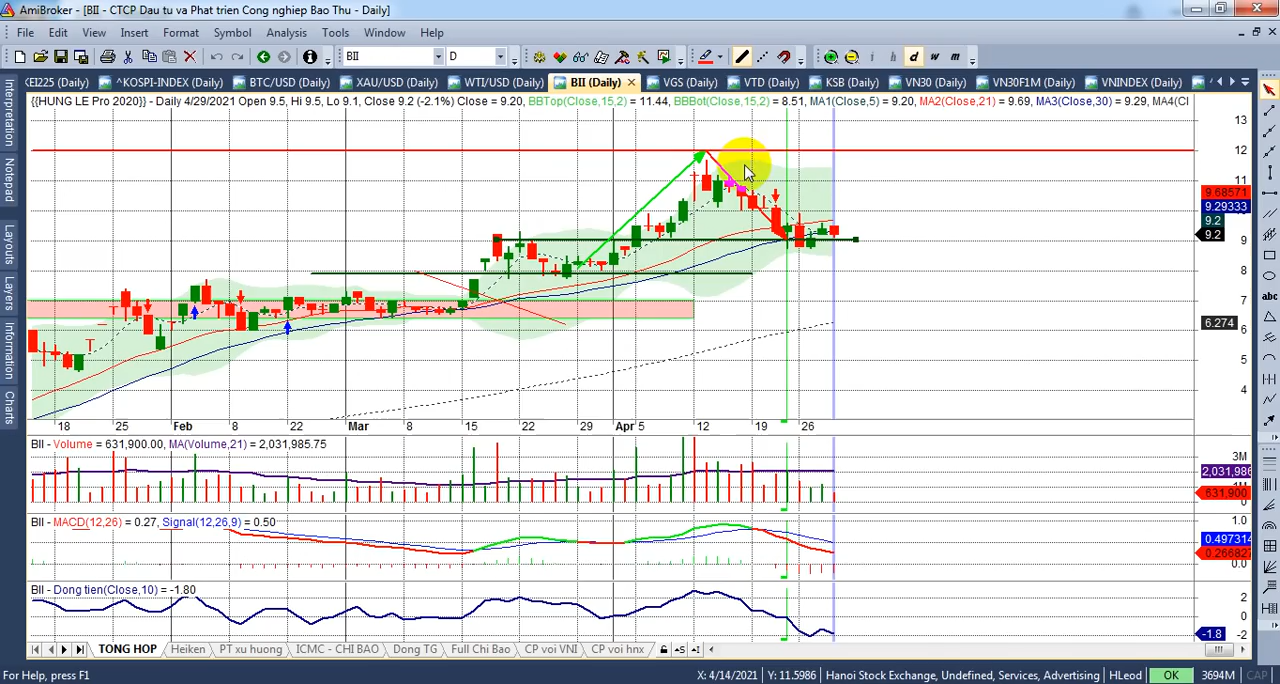 AmiBroker - [BII - CTCP Dau tu va Phat trien Cong nghiep Bao Thu - Daily]
File Edit View Insert Format Symbol Analysis Tools Window Help
BII D i h d w m
KEI225 (Daily) ^KOSPI-INDEX (Daily) BTC/USD (Daily) XAU/USD (Daily) WTI/USD (Daily) BII (Daily) VGS (Daily) VTD (Daily) KSB (Daily) VN30 (Daily) VN30F1M (Daily) VNINDEX (Daily)
{{HUNG LE Pro 2020}} - Daily 4/29/2021 Open 9.5, Hi 9.5, Lo 9.1, Close 9.2 (-2.1%) Close = 9.20, BBTop(Close,15,2) = 11.44, BBBot(Close,15,2) = 8.51, MA1(Close,5) = 9.20, MA2(Close,21) = 9.69, MA3(Close,30) = 9.29, MA4(Cl
Interpretation
Notepad
Layouts
Layers
Information
Charts
abc
13
12
11
9.68571
9.29333
9.2
9.2
9
8
7
6.274
6
5
4
18 25 Feb 8 22 Mar 8 15 22 29 Apr 5 12 19 26
BII - Volume = 631,900.00, MA(Volume,21) = 2,031,985.75
3M
2,031,986
631,900
0
BII - MACD(12,26) = 0.27, Signal(12,26,9) = 0.50
1.0
0.497314
0.266827
0.0
BII - Dong tien(Close,10) = -1.80
2
0
-1.8
-2
TONG HOP Heiken PT xu huong ICMC - CHI BAO Dong TG Full Chi Bao CP voi VNI CP voi hnx
For Help, press F1 X: 4/14/2021 Y: 11.5986 Hanoi Stock Exchange, Undefined, Services, Advertising HLeod OK 3694M CAP